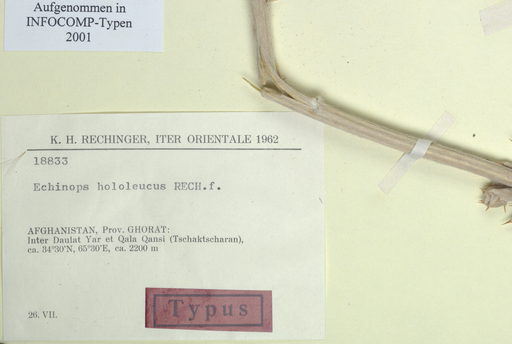 Aufgenommen in
INFOCOMP-Typen
2001
K. H. RECHINGER, ITER ORIENTALE 1962
18833
Echinops hololeucus RECH.f.
AFGHANISTAN, Prov. GHORAT:
Inter Daulat Yar et Qala Qansi (Tschaktscharan),
ca. 34°30'N, 65°30'E, ca. 2200 m
26. VII.
Typus